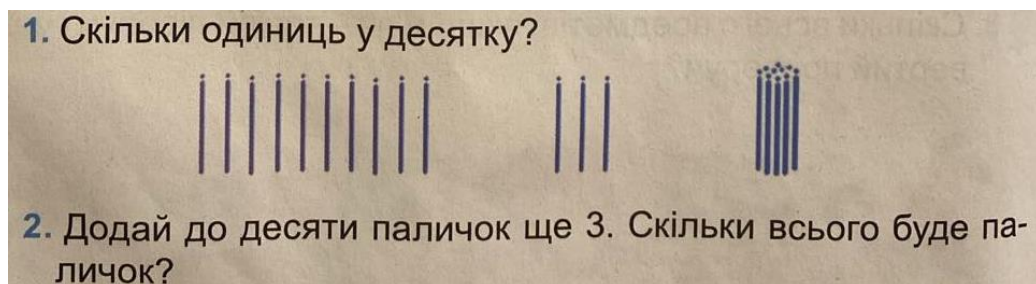 1. Скільки одиниць у десятку?
2. Додай до десяти паличок ще 3. Скільки всього буде па-
личок?